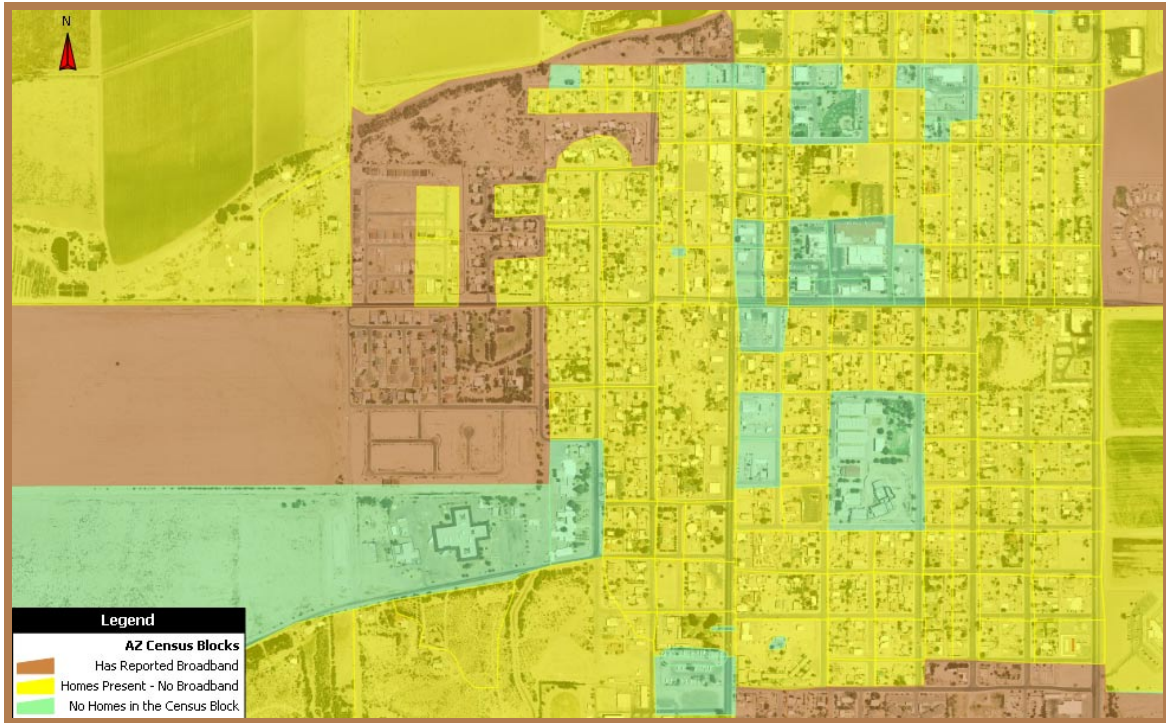 N
Legend
AZ Census Blocks
Has Reported Broadband
Homes Present - No Broadband
No Homes in the Census Block